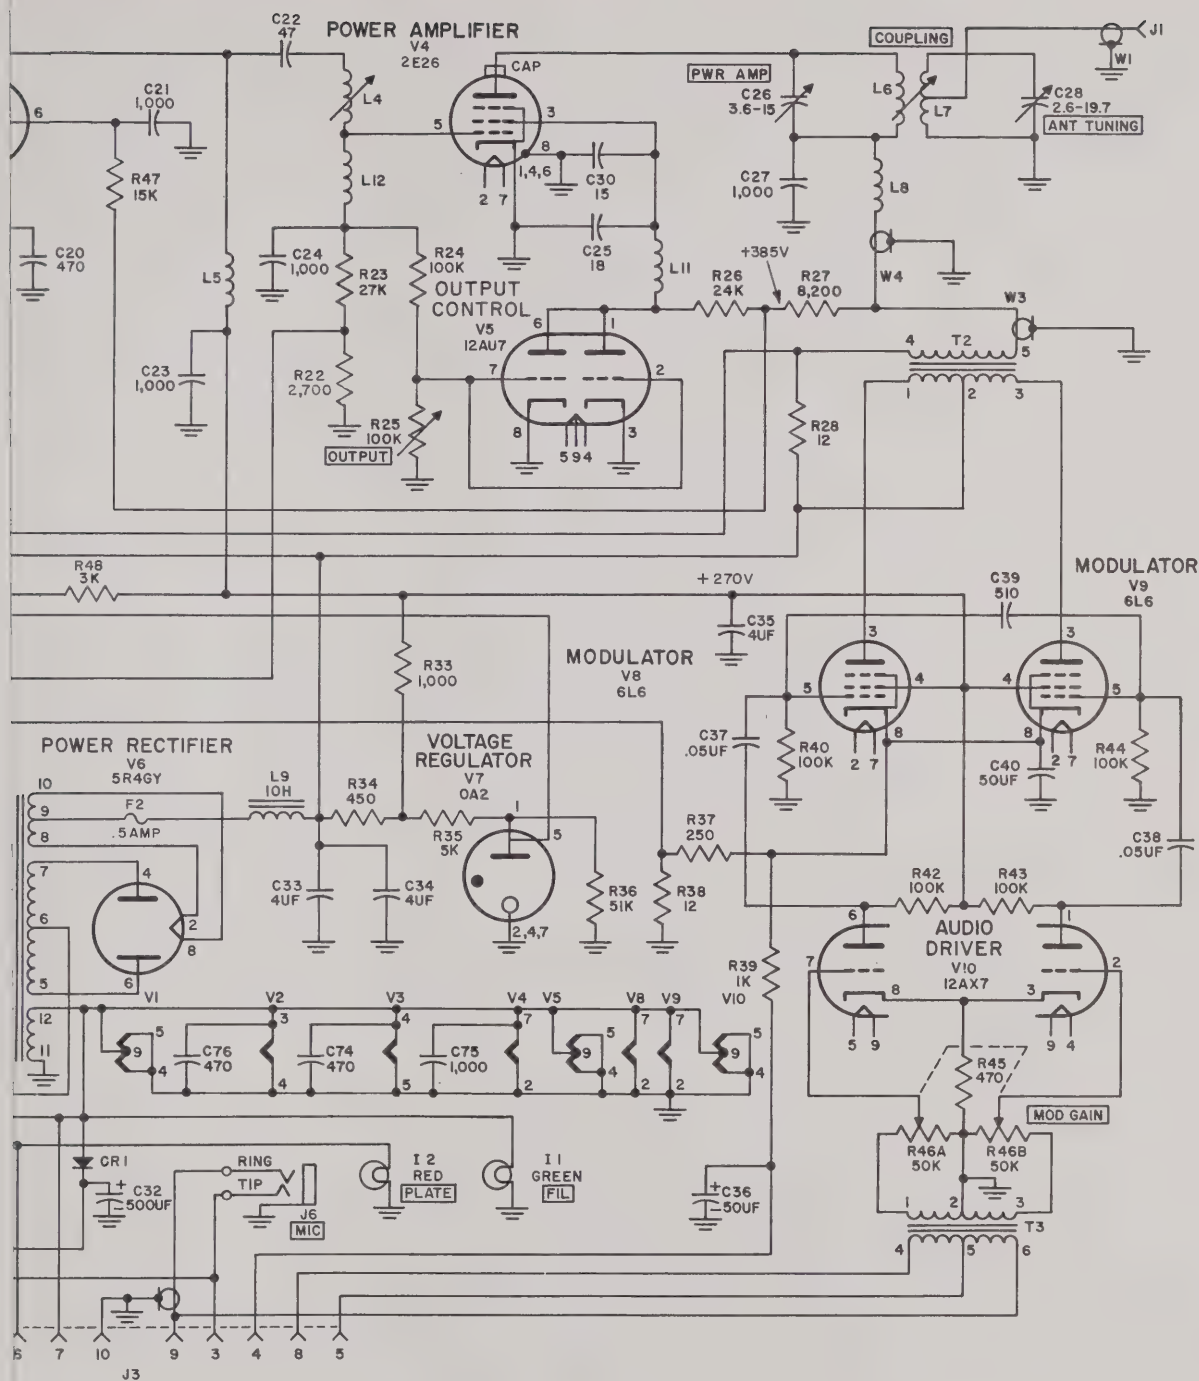 C22
47
POWER AMPLIFIER
V4
2E26
CAP
COUPLING
J1
W1
PWR AMP
C26
3.6-15
L6
L7
C28
2.6-19.7
ANT TUNING
6
C21
1,000
L4
5
3
8
1,4,6
2 7
C30
15
R47
15K
L12
C27
1,000
L8
C20
470
L5
C24
1,000
R23
27K
R24
100K
C25
18
L11
+385V
W4
OUTPUT
CONTROL
V5
12AU7
R26
24K
R27
8,200
W3
6
1
4
T2
5
C23
1,000
R22
2,700
7
2
1
2
3
R25
100K
OUTPUT
8
594
3
R28
12
R48
3K
+270V
MODULATOR
V9
6L6
C39
510
C35
4UF
R33
1,000
MODULATOR
V8
6L6
3
3
5
4
4
5
C37
.05UF
R40
100K
2 7
8
8
2 7
C40
50UF
R44
100K
POWER RECTIFIER
V6
5R4GY
VOLTAGE
REGULATOR
V7
0A2
10
9
8
F2
.5AMP
L9
10H
R34
450
R35
5K
1
5
R37
250
C38
.05UF
7
4
2
8
6
5
6
C33
4UF
C34
4UF
R36
51K
R38
12
2,4,7
R42
100K
R43
100K
6
1
AUDIO
DRIVER
V10
12AX7
7
2
8
3
5 9
9 4
R39
1K
V1
V2
V3
V4
V5
V8
V9
V10
12
11
5
9
4
C76
470
3
4
C74
470
4
5
C75
1,000
7
2
5
9
4
7
2
7
2
5
9
4
R45
470
MOD GAIN
R46A
50K
R46B
50K
CR1
C32
+
-500UF
RING
TIP
J6
MIC
I 2
RED
PLATE
I 1
GREEN
FIL
C36
+
-50UF
1
2
3
T3
4
5
6
6
7
10
9
3
4
8
5
J3